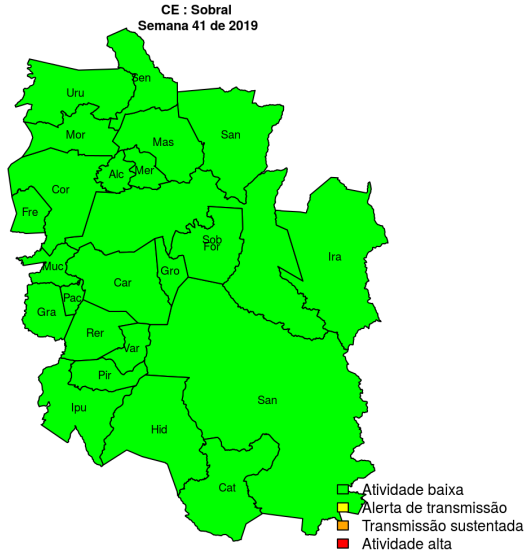 CE : Sobral
Semana 41 de 2019
Sen
Uru
Mor
Mas
San
Alc
Mer
Cor
Fre
Sob
For
Ira
Muc
Gro
Car
Pac
Gra
Rer
Var
Pir
San
Ipu
Hid
Cat
Atividade baixa
Alerta de transmissão
Transmissão sustentada
Atividade alta